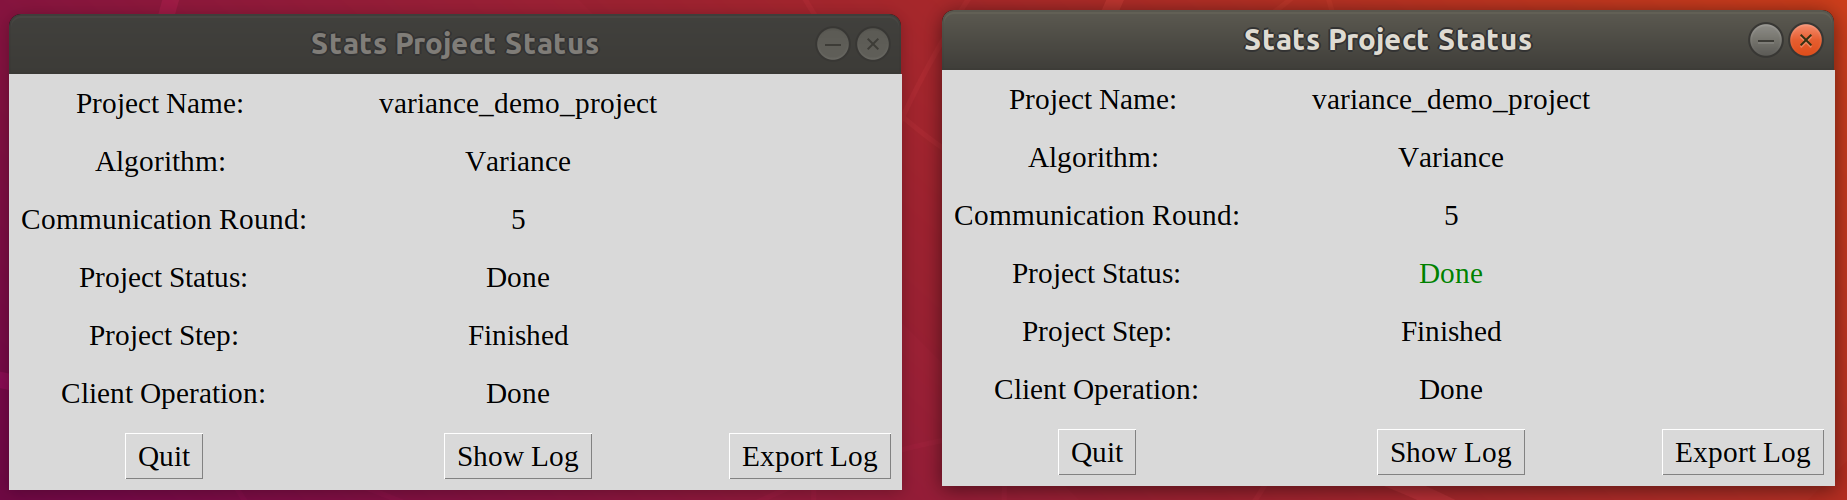 Stats Project Status
Project Name: variance_demo_project
Algorithm: Variance
Communication Round: 5
Project Status: Done
Project Step: Finished
Client Operation: Done
Quit Show Log Export Log
Stats Project Status
Project Name: variance_demo_project
Algorithm: Variance
Communication Round: 5
Project Status: Done
Project Step: Finished
Client Operation: Done
Quit Show Log Export Log